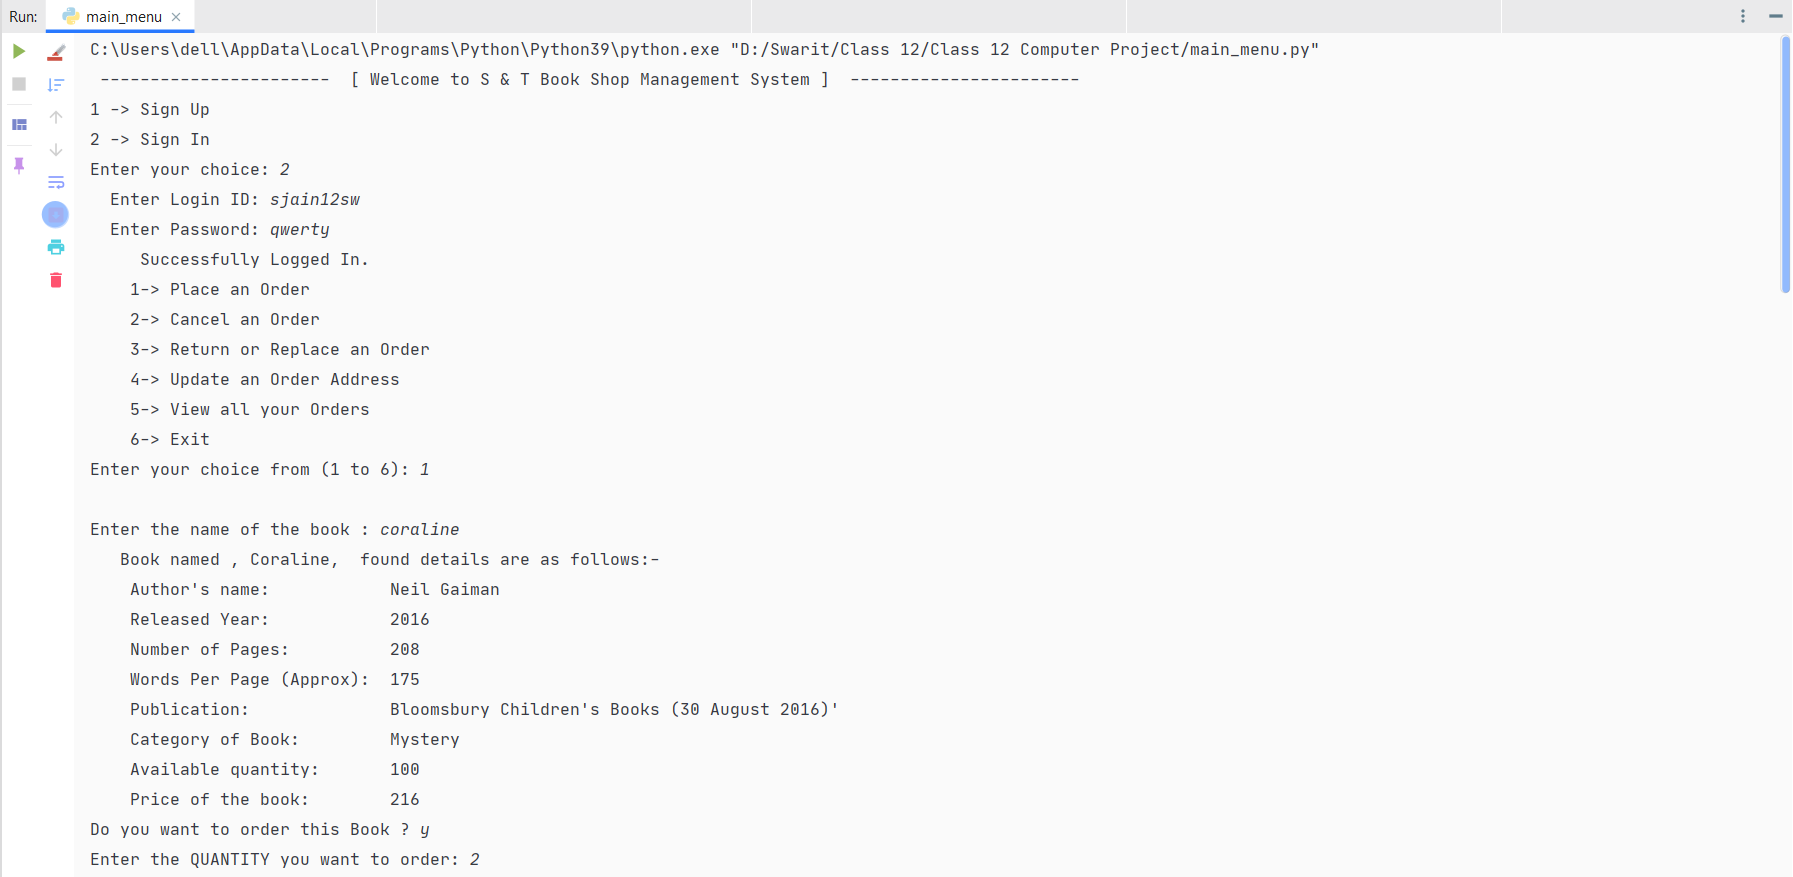 Run: main_menu
C:\Users\dell\AppData\Local\Programs\Python\Python39\python.exe "D:/Swarit/Class 12/Class 12 Computer Project/main_menu.py"
-----------------------  [ Welcome to S & T Book Shop Management System ]  -----------------------
1 -> Sign Up
2 -> Sign In
Enter your choice: 2
Enter Login ID: sjain12sw
Enter Password: qwerty
Successfully Logged In.
1-> Place an Order
2-> Cancel an Order
3-> Return or Replace an Order
4-> Update an Order Address
5-> View all your Orders
6-> Exit
Enter your choice from (1 to 6): 1
Enter the name of the book : coraline
Book named , Coraline,  found details are as follows:-
Author's name:            Neil Gaiman
Released Year:            2016
Number of Pages:          208
Words Per Page (Approx):  175
Publication:              Bloomsbury Children's Books (30 August 2016)'
Category of Book:         Mystery
Available quantity:       100
Price of the book:        216
Do you want to order this Book ? y
Enter the QUANTITY you want to order: 2